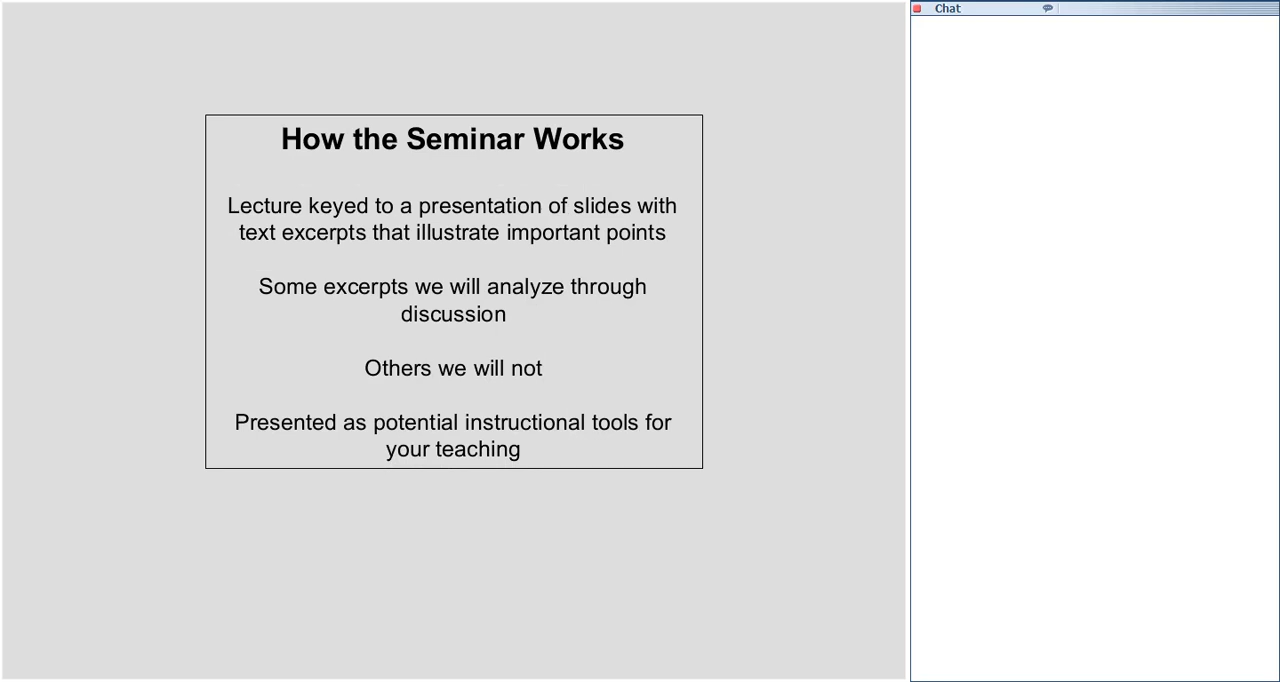 Chat
How the Seminar Works
Lecture keyed to a presentation of slides with
text excerpts that illustrate important points
Some excerpts we will analyze through
discussion
Others we will not
Presented as potential instructional tools for
your teaching